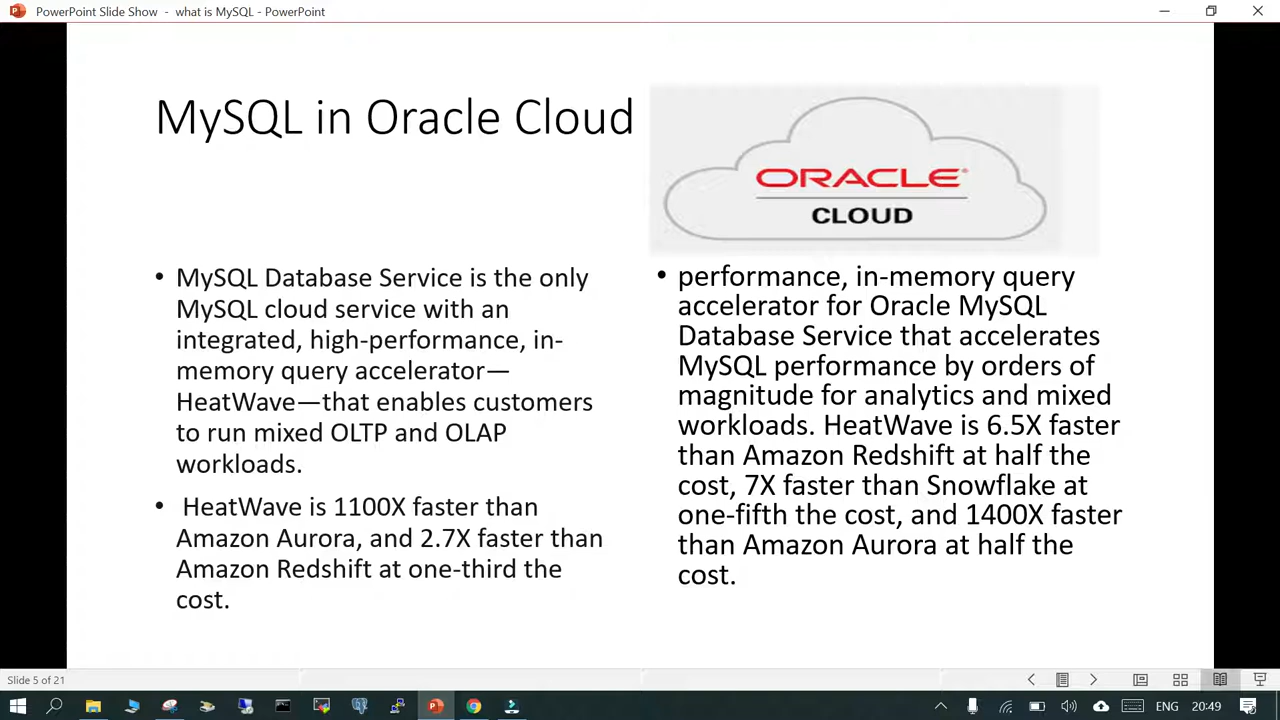 PowerPoint Slide Show - what is MySQL - PowerPoint
MySQL in Oracle Cloud
ORACLE®
CLOUD
• MySQL Database Service is the only
MySQL cloud service with an
integrated, high-performance, in-
memory query accelerator—
HeatWave—that enables customers
to run mixed OLTP and OLAP
workloads.
• HeatWave is 1100X faster than
Amazon Aurora, and 2.7X faster than
Amazon Redshift at one-third the
cost.
• performance, in-memory query
accelerator for Oracle MySQL
Database Service that accelerates
MySQL performance by orders of
magnitude for analytics and mixed
workloads. HeatWave is 6.5X faster
than Amazon Redshift at half the
cost, 7X faster than Snowflake at
one-fifth the cost, and 1400X faster
than Amazon Aurora at half the
cost.
Slide 5 of 21
ENG
20:49